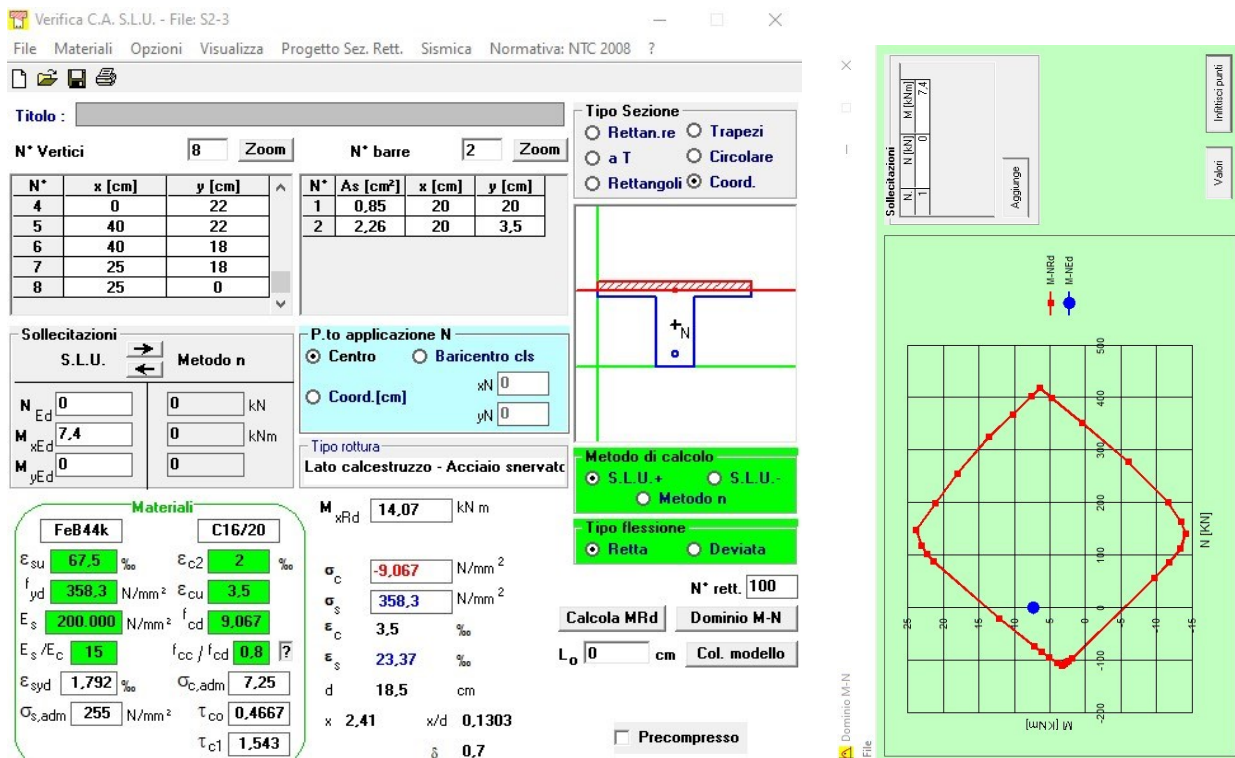 Verifica C.A. S.L.U. - File: S2-3
File Materiali Opzioni Visualizza Progetto Sez. Rett. Sismica Normativa: NTC 2008 ?
Titolo :
N* Vertici 8 Zoom N* barre 2 Zoom
N* x [cm] y [cm]
4 0 22
5 40 22
6 40 18
7 25 18
8 25 0
N* As [cm²] x [cm] y [cm]
1 0,85 20 20
2 2,26 20 3,5
Tipo Sezione
Rettan.re Trapezi
a T Circolare
Rettangoli Coord.
N
Sollecitazioni
S.L.U. Metodo n
N Ed 0 0 kN
M xEd 7,4 0 kNm
M yEd 0 0
P.to applicazione N
Centro Baricentro cls
Coord.[cm] xN 0
yN 0
Tipo rottura
Lato calcestruzzo - Acciaio snervato
Metodo di calcolo
S.L.U.+ S.L.U.-
Metodo n
Tipo flessione
Retta Deviata
Materiali
FeB44k C16/20
εsu 67,5 ‰ εc2 2 ‰
fyd 358,3 N/mm² εcu 3,5
Es 200.000 N/mm² fcd 9,067
Es/Ec 15 fcc / fcd 0,8 ?
εsyd 1,792 ‰ σc,adm 7,25
σs,adm 255 N/mm² τco 0,4667
τc1 1,543
M xRd 14,07 kN m
σc -9,067 N/mm²
σs 358,3 N/mm²
εc 3,5 ‰
εs 23,37 ‰
d 18,5 cm
x 2,41 x/d 0,1303
δ 0,7
N* rett. 100
Calcola MRd Dominio M-N
Lo 0 cm Col. modello
Precompresso
Dominio M-N
File
Sollecitazioni
N. N [kN] M [kNm]
1 0 7,4
Aggiunge
Valori
Infittisci punti
M-NRd
M-NEd
M [KNm]
25 20 15 10 5 0 -5 -10 -15
-200 -100 0 100 200 300 400 500
N [KN]